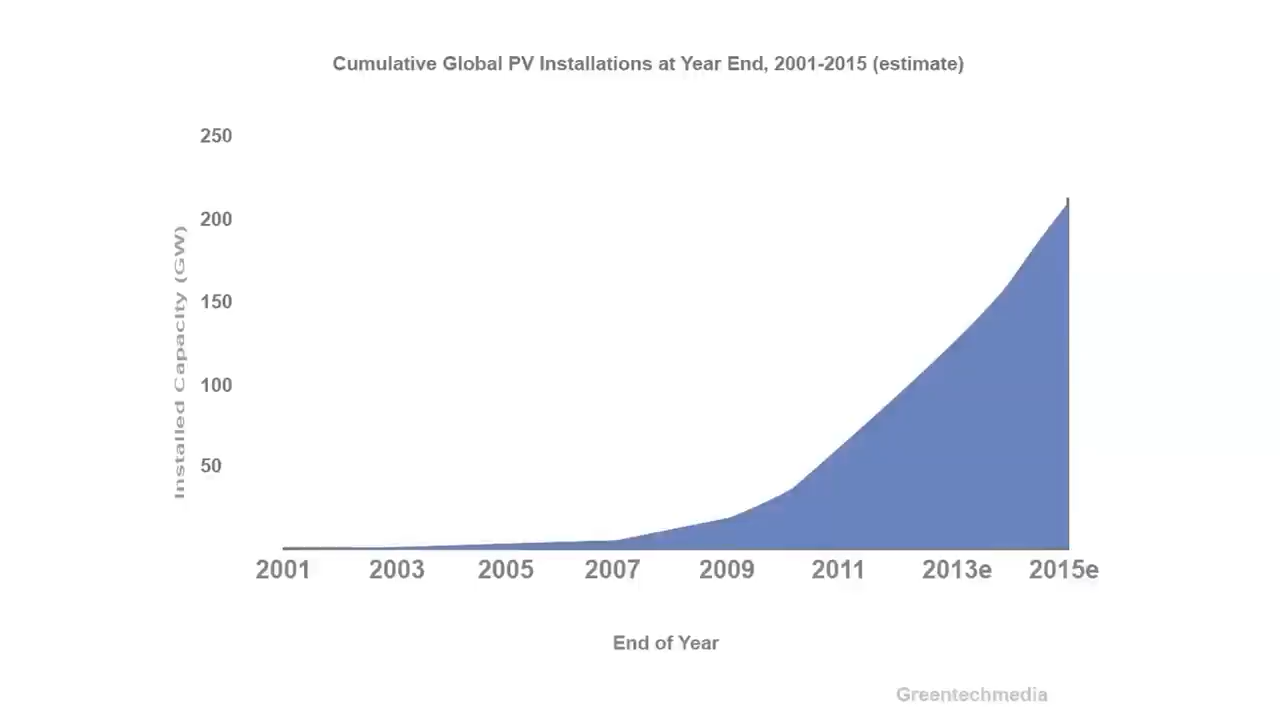 Cumulative Global PV Installations at Year End, 2001-2015 (estimate)
250
200
150
100
50
Installed Capacity (GW)
2001 2003 2005 2007 2009 2011 2013e 2015e
End of Year
Greentechmedia